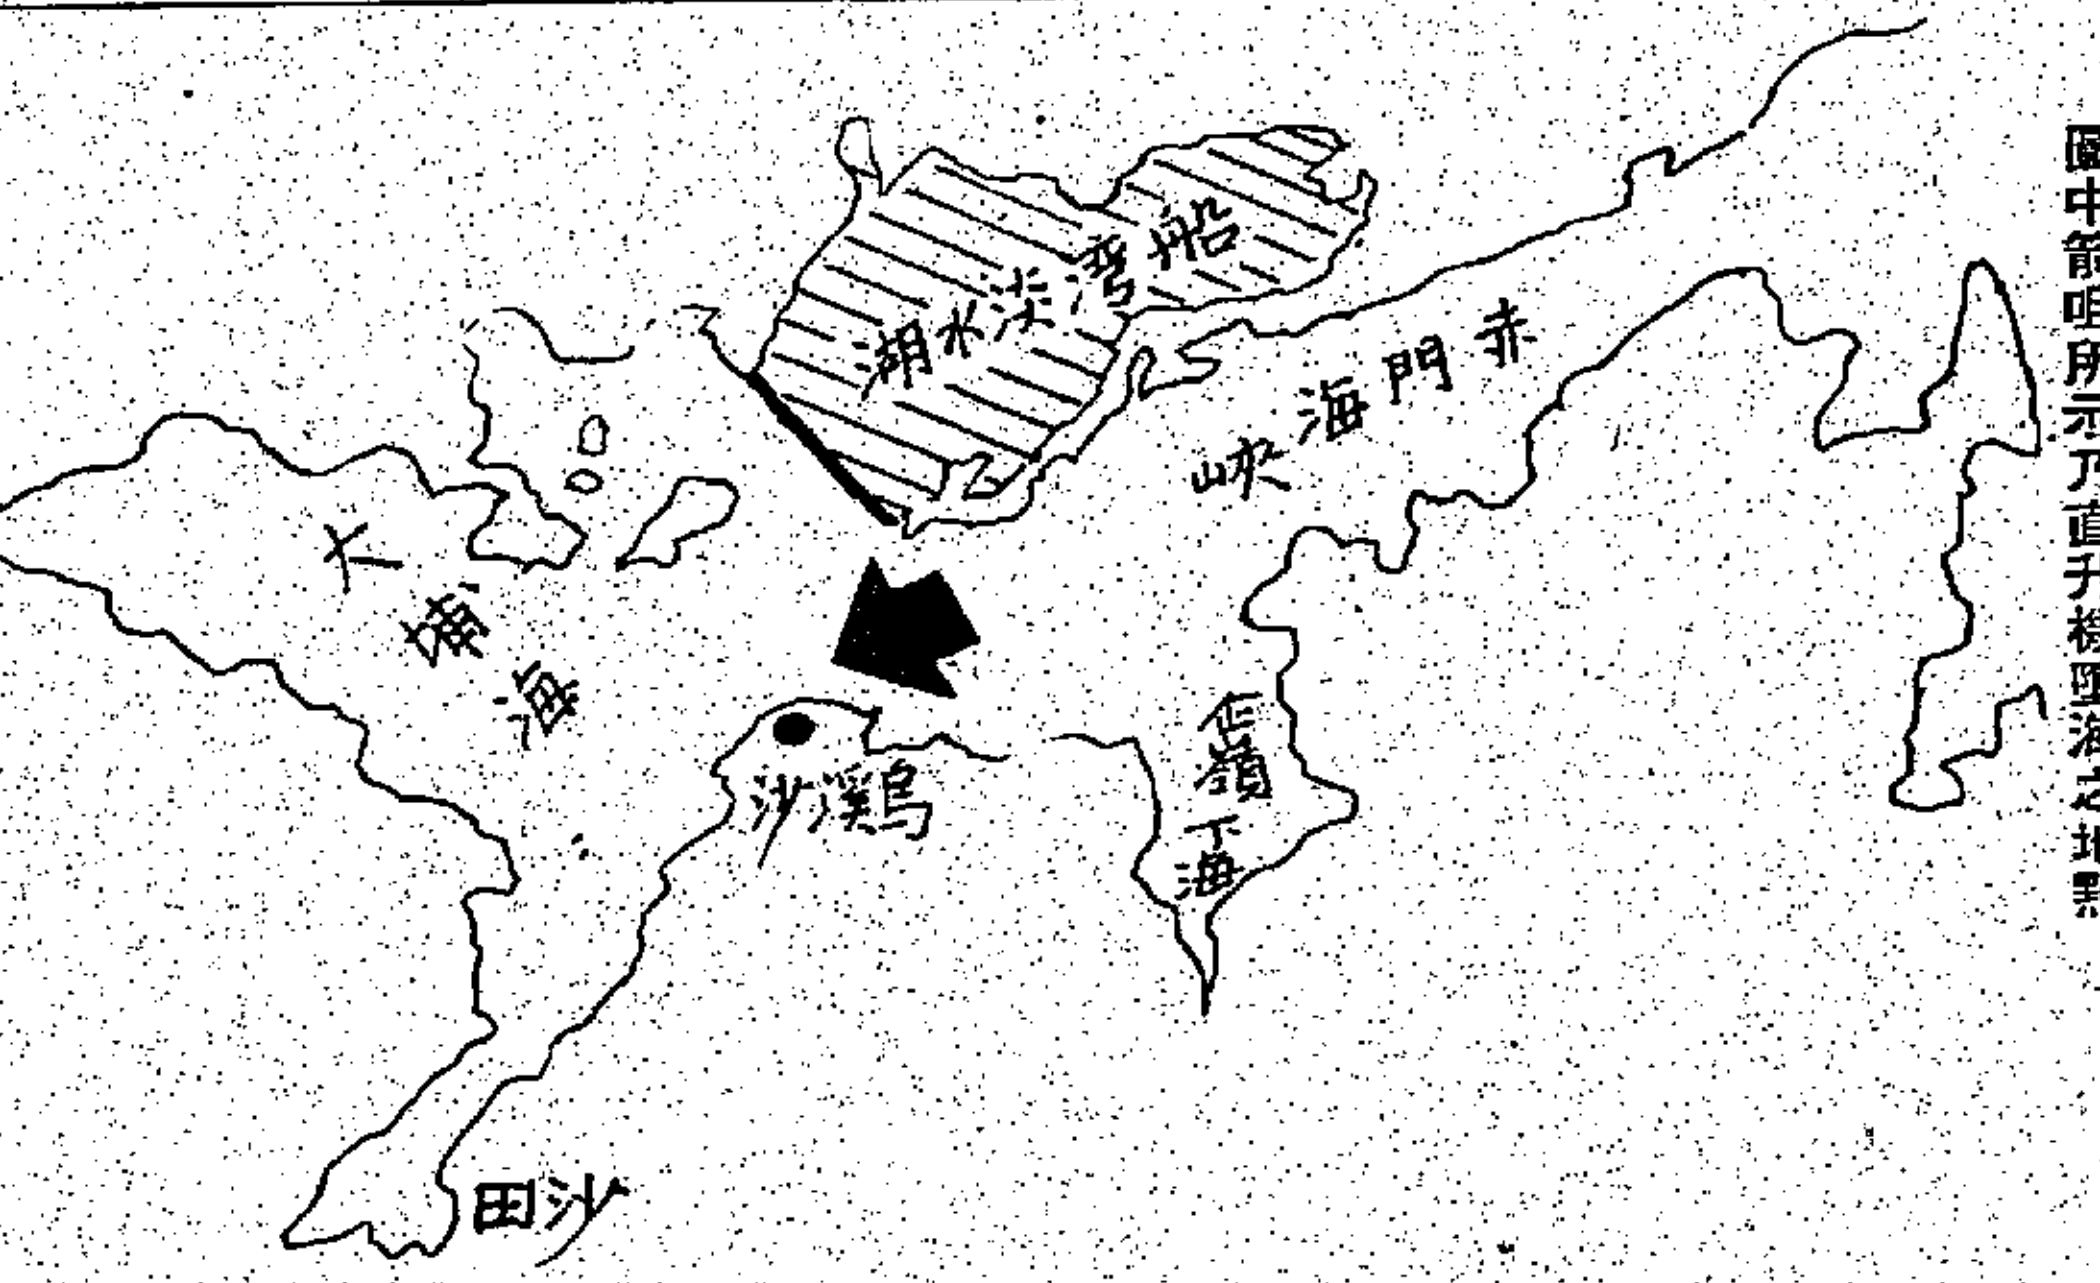 圖中箭咀所示乃直升機墮海之地點
船湾淡水湖
赤門海峽
大埔海
企嶺下海
烏溪沙
沙田